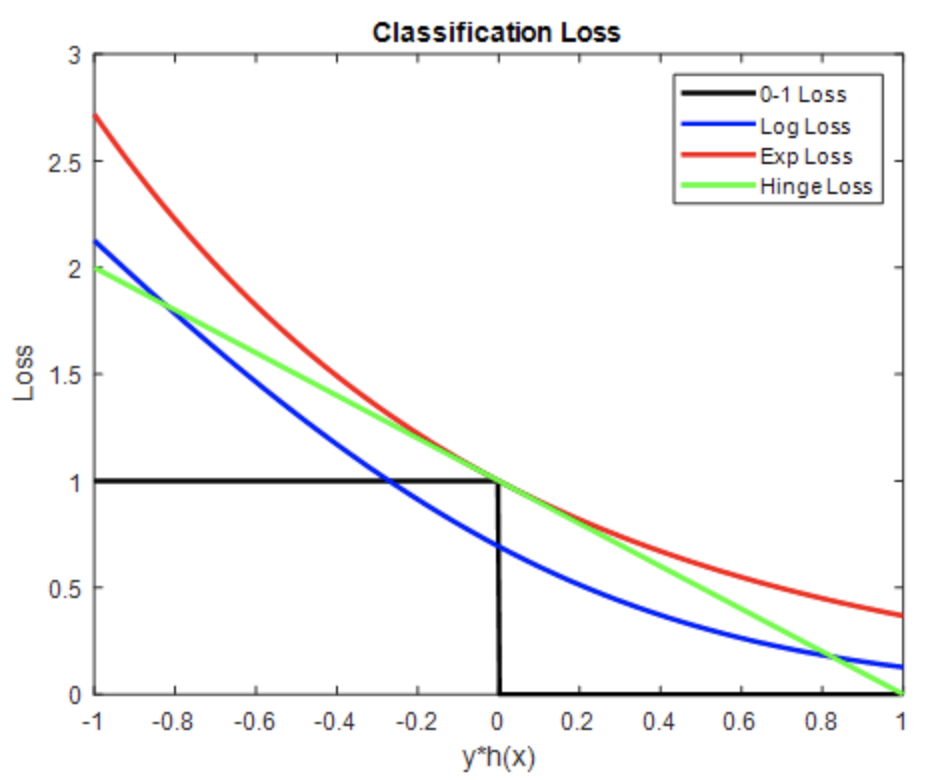 Classification Loss
0-1 Loss
Log Loss
Exp Loss
Hinge Loss
3
2.5
2
1.5
1
0.5
0
Loss
-1 -0.8 -0.6 -0.4 -0.2 0 0.2 0.4 0.6 0.8 1
y*h(x)